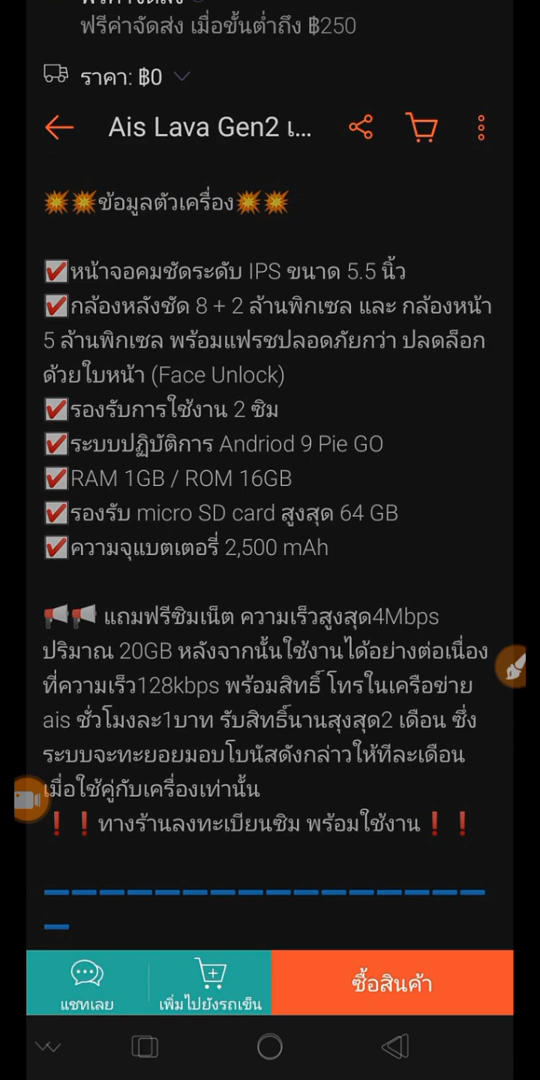 ฟรีค่าจัดส่ง เมื่อขั้นต่ำถึง ฿250
ราคา: ฿0
Ais Lava Gen2 เ...
ข้อมูลตัวเครื่อง
หน้าจอคมชัดระดับ IPS ขนาด 5.5 นิ้ว
กล้องหลังชัด 8 + 2 ล้านพิกเซล และ กล้องหน้า
5 ล้านพิกเซล พร้อมแฟรชปลอดภัยกว่า ปลดล็อก
ด้วยใบหน้า (Face Unlock)
รองรับการใช้งาน 2 ซิม
ระบบปฏิบัติการ Andriod 9 Pie GO
RAM 1GB / ROM 16GB
รองรับ micro SD card สูงสุด 64 GB
ความจุแบตเตอรี่ 2,500 mAh
แถมฟรีซิมเน็ต ความเร็วสูงสุด4Mbps
ปริมาณ 20GB หลังจากนั้นใช้งานได้อย่างต่อเนื่อง
ที่ความเร็ว128kbps พร้อมสิทธิ์ โทรในเครือข่าย
ais ชั่วโมงละ1บาท รับสิทธิ์นานสุงสุด2 เดือน ซึ่ง
ระบบจะทะยอยมอบโบนัสดังกล่าวให้ทีละเดือน
เมื่อใช้คู่กับเครื่องเท่านั้น
❗❗ทางร้านลงทะเบียนซิม พร้อมใช้งาน❗❗
แชทเลย
เพิ่มไปยังรถเข็น
ซื้อสินค้า